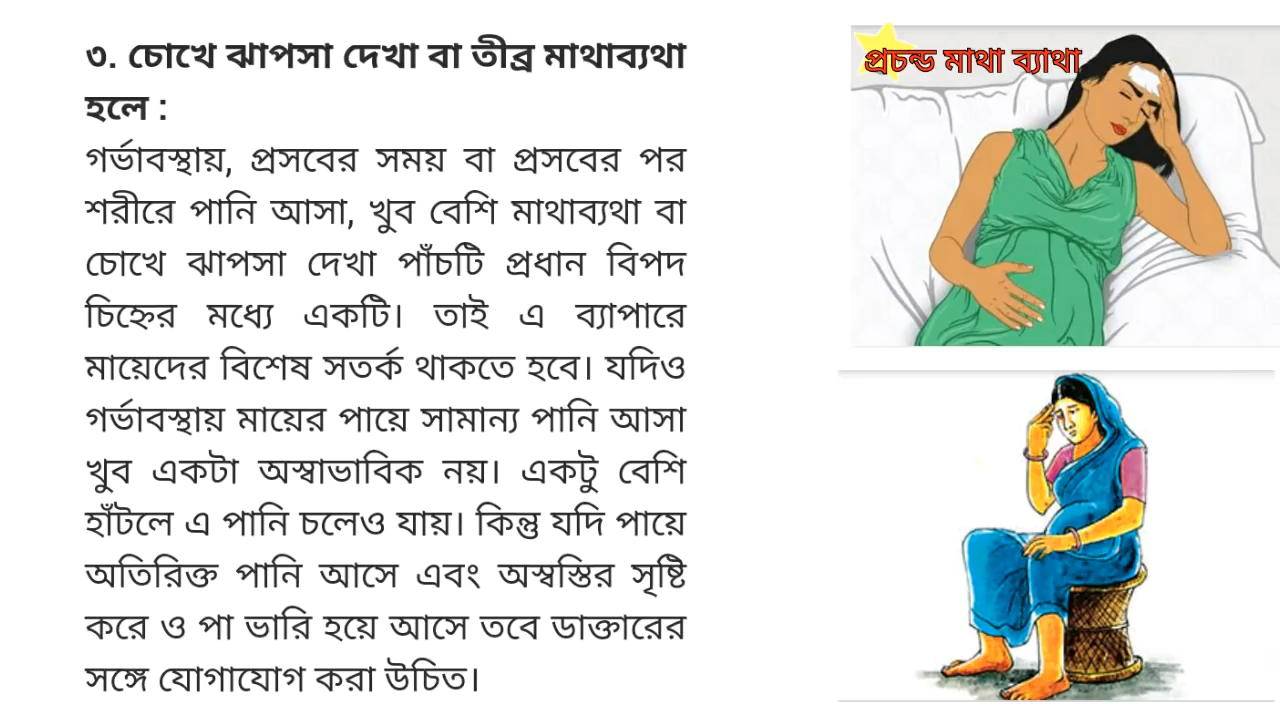 ৩. চোখে ঝাপসা দেখা বা তীব্র মাথাব্যথা
হলে :
গর্ভাবস্থায়, প্রসবের সময় বা প্রসবের পর
শরীরে পানি আসা, খুব বেশি মাথাব্যথা বা
চোখে ঝাপসা দেখা পাঁচটি প্রধান বিপদ
চিহ্নের মধ্যে একটি। তাই এ ব্যাপারে
মায়েদের বিশেষ সতর্ক থাকতে হবে। যদিও
গর্ভাবস্থায় মায়ের পায়ে সামান্য পানি আসা
খুব একটা অস্বাভাবিক নয়। একটু বেশি
হাঁটলে এ পানি চলেও যায়। কিন্তু যদি পায়ে
অতিরিক্ত পানি আসে এবং অস্বস্তির সৃষ্টি
করে ও পা ভারি হয়ে আসে তবে ডাক্তারের
সঙ্গে যোগাযোগ করা উচিত।
প্রচন্ড মাথা ব্যাথা